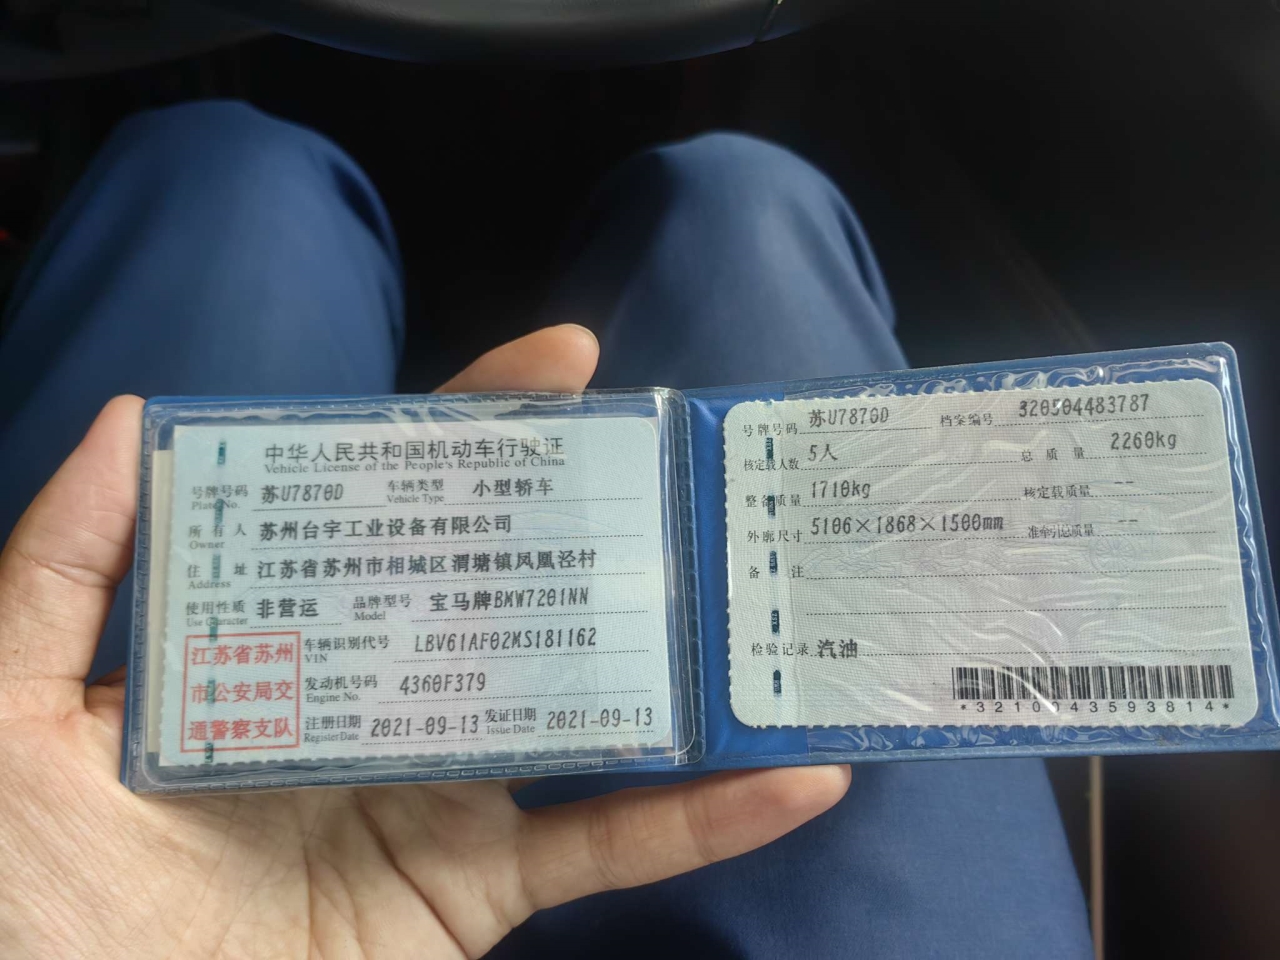 中华人民共和国机动车行驶证
Vehicle License of the People's Republic of China
号牌号码 苏U7870D 车辆类型 小型轿车
Plate No. Vehicle Type
所有人 苏州台宇工业设备有限公司
Owner
住址 江苏省苏州市相城区渭塘镇凤凰泾村
Address
使用性质 非营运 品牌型号 宝马牌BMW7201NN
Use Character Model
江苏省苏州
市公安局交
通警察支队
车辆识别代号 LBV61AF02MS181162
VIN
发动机号码 4360F379
Engine No.
注册日期 2021-09-13 发证日期 2021-09-13
Register Date Issue Date
号牌号码 苏U7870D 档案编号 320504483787
核定载人数 5人 总质量 2260kg
整备质量 1710kg 核定载质量 --
外廓尺寸 5106×1868×1500mm 准牵引总质量 --
备注
检验记录 汽油
*3210043593814*